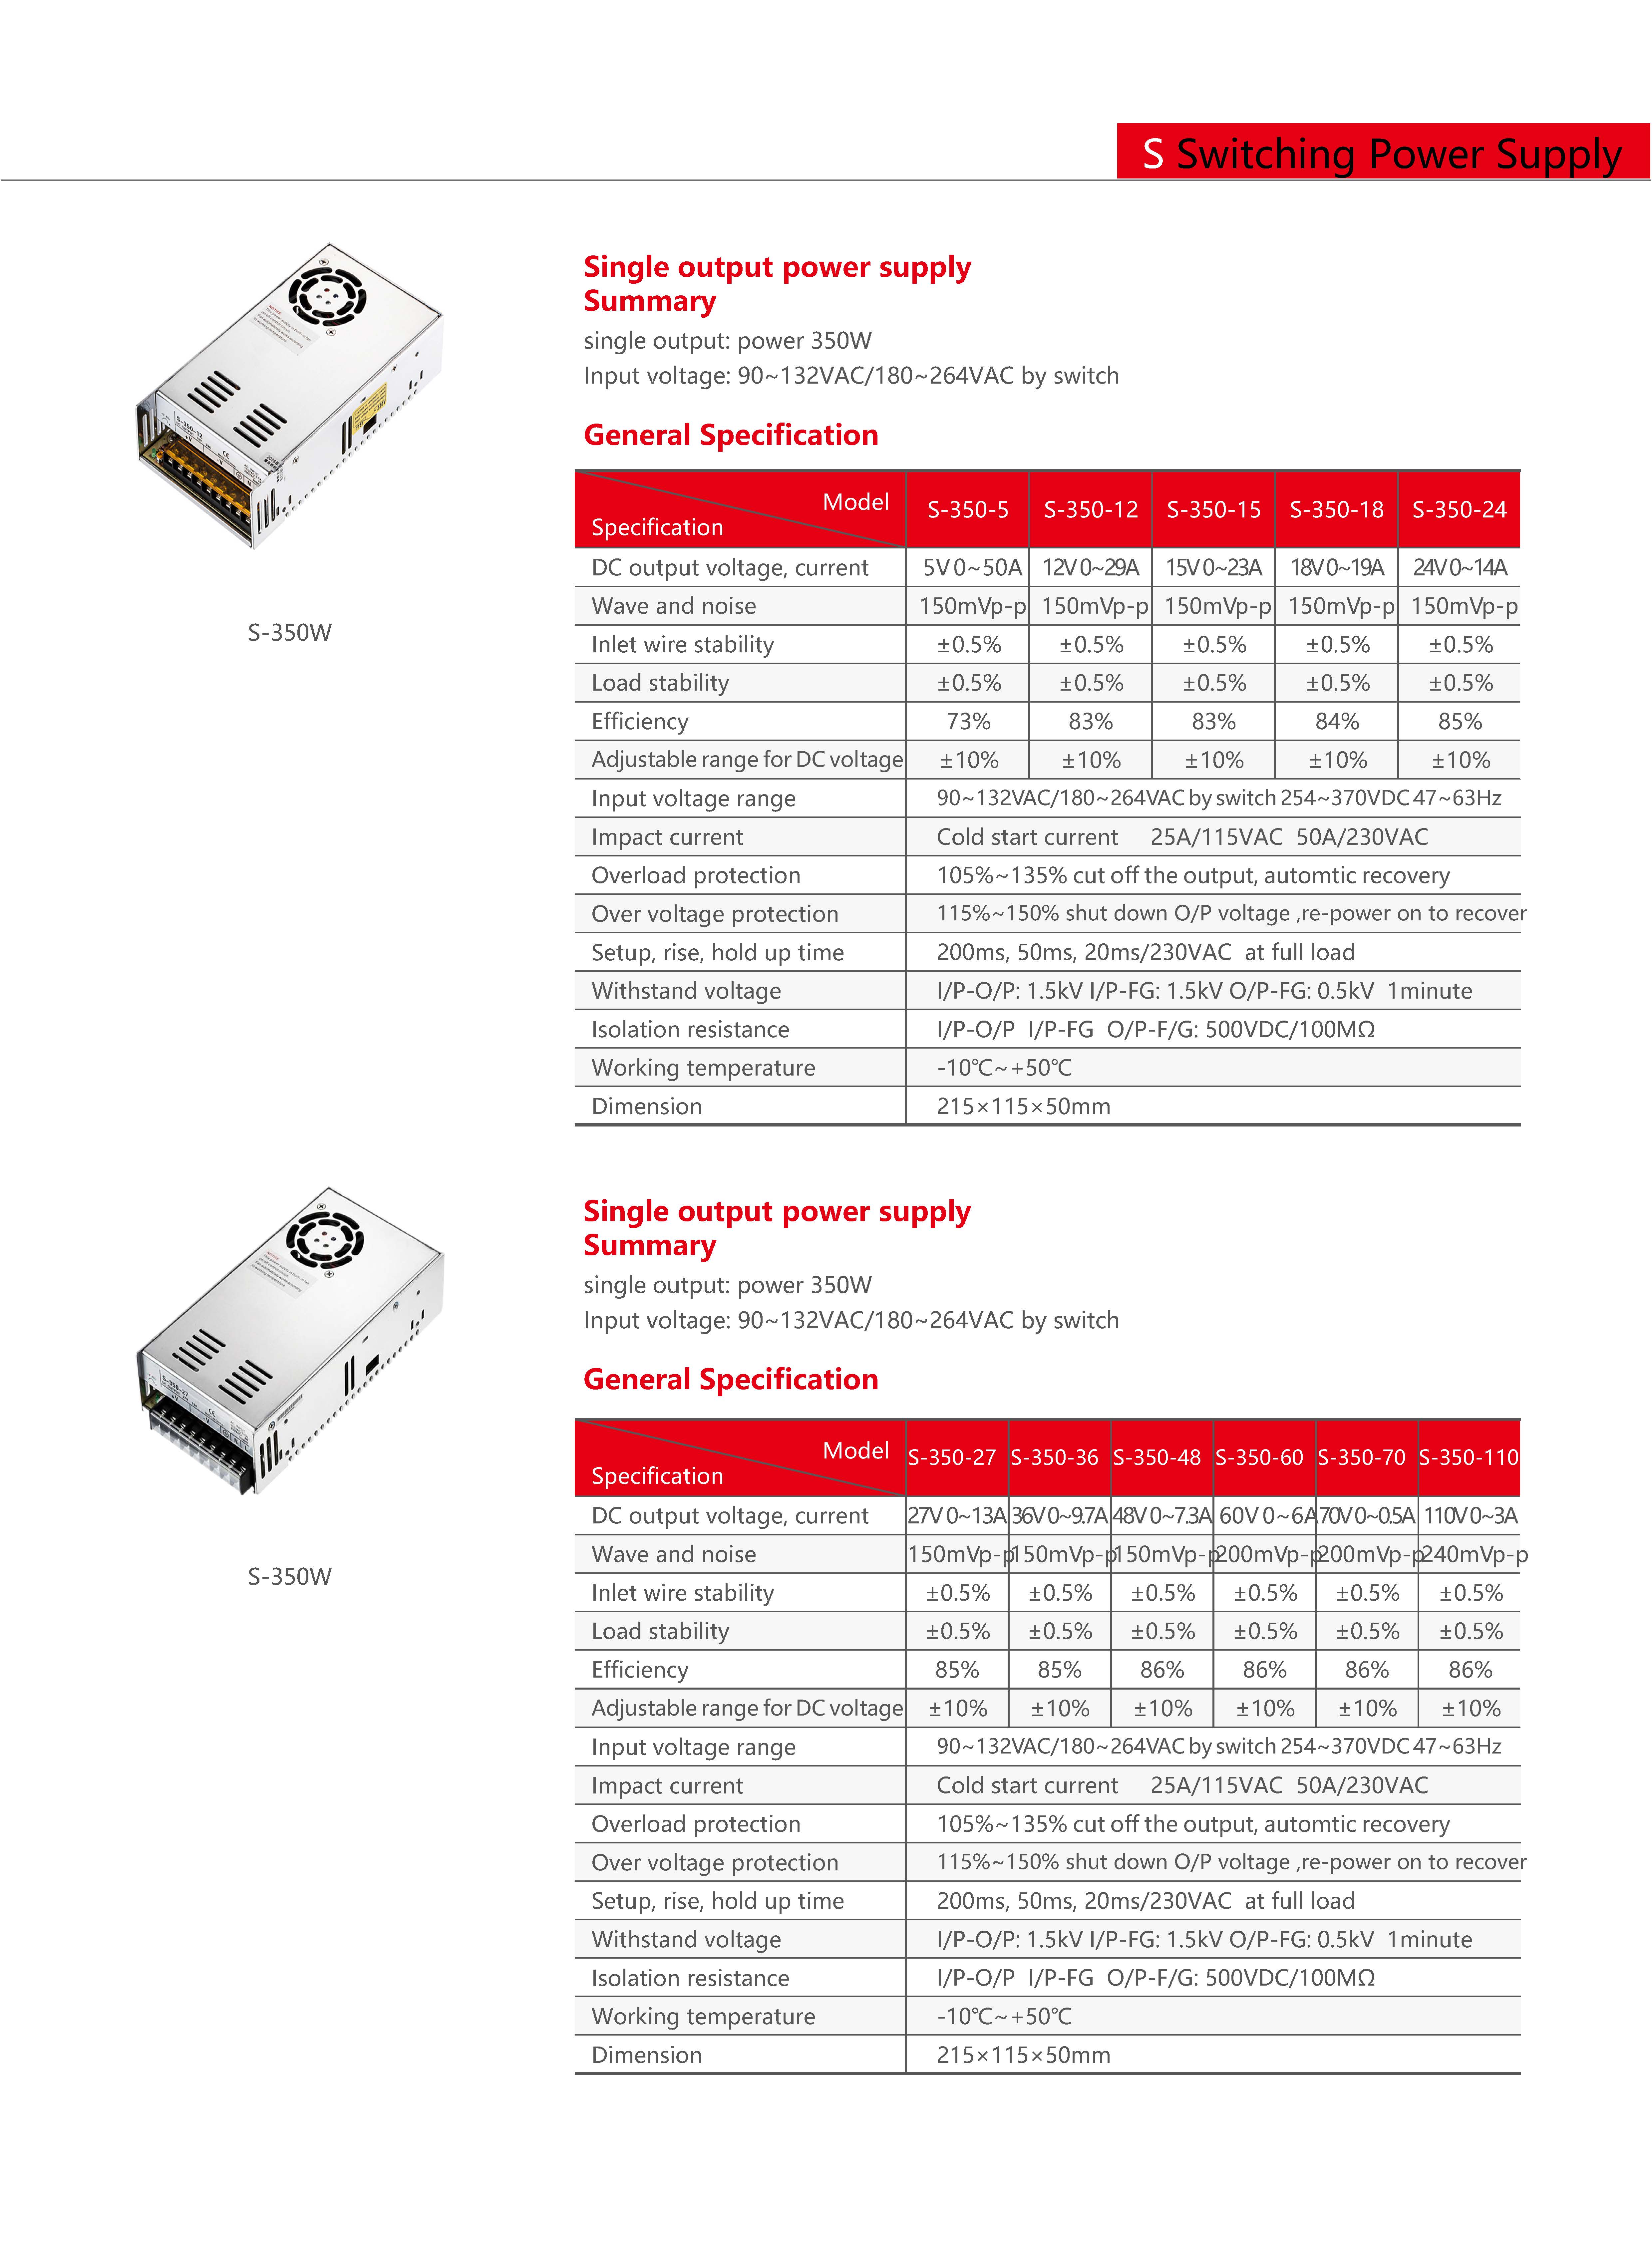 S Switching Power Supply
Single output power supply
Summary
single output: power 350W
Input voltage: 90~132VAC/180~264VAC by switch
General Specification
S-350W
Model
Specification
S-350-5 S-350-12 S-350-15 S-350-18 S-350-24
DC output voltage, current 5V 0~50A 12V 0~29A 15V 0~23A 18V 0~19A 24V 0~14A
Wave and noise 150mVp-p 150mVp-p 150mVp-p 150mVp-p 150mVp-p
Inlet wire stability ±0.5% ±0.5% ±0.5% ±0.5% ±0.5%
Load stability ±0.5% ±0.5% ±0.5% ±0.5% ±0.5%
Efficiency 73% 83% 83% 84% 85%
Adjustable range for DC voltage ±10% ±10% ±10% ±10% ±10%
Input voltage range 90~132VAC/180~264VAC by switch 254~370VDC 47~63Hz
Impact current Cold start current 25A/115VAC 50A/230VAC
Overload protection 105%~135% cut off the output, automtic recovery
Over voltage protection 115%~150% shut down O/P voltage ,re-power on to recover
Setup, rise, hold up time 200ms, 50ms, 20ms/230VAC at full load
Withstand voltage I/P-O/P: 1.5kV I/P-FG: 1.5kV O/P-FG: 0.5kV 1minute
Isolation resistance I/P-O/P I/P-FG O/P-F/G: 500VDC/100MΩ
Working temperature -10℃~+50℃
Dimension 215×115×50mm
Single output power supply
Summary
single output: power 350W
Input voltage: 90~132VAC/180~264VAC by switch
General Specification
S-350W
Model
Specification
S-350-27 S-350-36 S-350-48 S-350-60 S-350-70 S-350-110
DC output voltage, current 27V 0~13A 36V 0~9.7A 48V 0~7.3A 60V 0~6A 70V 0~0.5A 110V 0~3A
Wave and noise 150mVp-p 150mVp-p 150mVp-p 200mVp-p 200mVp-p 240mVp-p
Inlet wire stability ±0.5% ±0.5% ±0.5% ±0.5% ±0.5% ±0.5%
Load stability ±0.5% ±0.5% ±0.5% ±0.5% ±0.5% ±0.5%
Efficiency 85% 85% 86% 86% 86% 86%
Adjustable range for DC voltage ±10% ±10% ±10% ±10% ±10% ±10%
Input voltage range 90~132VAC/180~264VAC by switch 254~370VDC 47~63Hz
Impact current Cold start current 25A/115VAC 50A/230VAC
Overload protection 105%~135% cut off the output, automtic recovery
Over voltage protection 115%~150% shut down O/P voltage ,re-power on to recover
Setup, rise, hold up time 200ms, 50ms, 20ms/230VAC at full load
Withstand voltage I/P-O/P: 1.5kV I/P-FG: 1.5kV O/P-FG: 0.5kV 1minute
Isolation resistance I/P-O/P I/P-FG O/P-F/G: 500VDC/100MΩ
Working temperature -10℃~+50℃
Dimension 215×115×50mm